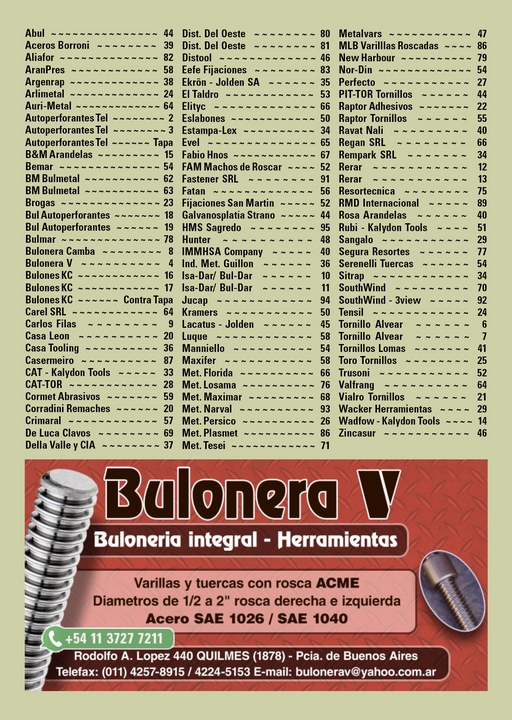 Abul ~~~~~~~~~~~~~~~~ 44
Aceros Borroni ~~~~~~~~ 39
Aliafor ~~~~~~~~~~~~~~ 82
AranPres ~~~~~~~~~~~~ 58
Argenrap ~~~~~~~~~~~~ 38
Arlimetal ~~~~~~~~~~~~ 24
Auri-Metal ~~~~~~~~~~~ 64
Autoperforantes Tel ~~~~~~~ 2
Autoperforantes Tel ~~~~~~~ 3
Autoperforantes Tel ~~~~~ Tapa
B&M Arandelas ~~~~~~~~ 15
Bemar ~~~~~~~~~~~~~~ 54
BM Bulmetal ~~~~~~~~~~ 62
BM Bulmetal ~~~~~~~~~~ 63
Brogas ~~~~~~~~~~~~~ 23
Bul Autoperforantes ~~~~~~ 18
Bul Autoperforantes ~~~~~~ 19
Bulmar ~~~~~~~~~~~~~ 78
Bulonera Camba ~~~~~~~~ 8
Bulonera V ~~~~~~~~~~~ 4
Bulones KC ~~~~~~~~~~~ 16
Bulones KC ~~~~~~~~~~~ 17
Bulones KC ~~~~~~ Contra Tapa
Carel SRL ~~~~~~~~~~~~ 64
Carlos Filas ~~~~~~~~~~ 9
Casa Leon ~~~~~~~~~~~ 20
Casa Tooling ~~~~~~~~~~ 36
Casermeiro ~~~~~~~~~~~ 87
CAT - Kalydon Tools ~~~~~~ 33
CAT-TOR ~~~~~~~~~~~~ 28
Cormet Abrasivos ~~~~~~~~ 59
Corradini Remaches ~~~~~~ 20
Crimaral ~~~~~~~~~~~~ 57
De Luca Clavos ~~~~~~~~ 69
Della Valle y CIA ~~~~~~~~ 37
Dist. Del Oeste ~~~~~~~~ 80
Dist. Del Oeste ~~~~~~~~ 81
Distool ~~~~~~~~~~~~ 46
Eefe Fijaciones ~~~~~~~~ 83
Ekrön - Jolden SA ~~~~~~ 35
El Taldro ~~~~~~~~~~~ 53
Elityc ~~~~~~~~~~~~~ 66
Eslabones ~~~~~~~~~~ 50
Estampa-Lex ~~~~~~~~ 34
Evel ~~~~~~~~~~~~~~ 65
Fabio Hnos ~~~~~~~~~~ 67
FAM Machos de Roscar ~~~~ 52
Fastener SRL ~~~~~~~~ 91
Fatan ~~~~~~~~~~~~~ 56
Fijaciones San Martin ~~~~~ 52
Galvanosplatía Strano ~~~~~ 44
HMS Sagredo ~~~~~~~~ 95
Hunter ~~~~~~~~~~~~ 48
IMMHSA Company ~~~~~~ 40
Ind. Met. Guillon ~~~~~~~ 36
Isa-Dar/ Bul-Dar ~~~~~~~ 10
Isa-Dar/ Bul-Dar ~~~~~~~ 11
Jucap ~~~~~~~~~~~~~ 94
Kramers ~~~~~~~~~~~ 50
Lacatus - Jolden ~~~~~~~ 45
Luque ~~~~~~~~~~~~~ 58
Manniello ~~~~~~~~~~ 54
Maxifer ~~~~~~~~~~~~ 58
Met. Florida ~~~~~~~~~ 66
Met. Losama ~~~~~~~~~ 76
Met. Maximar ~~~~~~~~ 68
Met. Narval ~~~~~~~~~ 93
Met. Persico ~~~~~~~~~ 26
Met. Plasmet ~~~~~~~~ 86
Met. Tesei ~~~~~~~~~~ 71
Metalvars ~~~~~~~~~~~ 47
MLB Varilllas Roscadas ~~~~ 86
New Harbour ~~~~~~~~~ 79
Nor-Din ~~~~~~~~~~~~ 54
Perfecto ~~~~~~~~~~~ 27
PIT-TOR Tornillos ~~~~~~~ 44
Raptor Adhesivos ~~~~~~~ 22
Raptor Tornillos ~~~~~~~~ 55
Ravat Nali ~~~~~~~~~~ 40
Regan SRL ~~~~~~~~~~ 66
Rempark SRL ~~~~~~~~ 34
Rerar ~~~~~~~~~~~~~ 12
Rerar ~~~~~~~~~~~~~ 13
Resortecnica ~~~~~~~~~ 75
RMD Internacional ~~~~~~ 89
Rosa Arandelas ~~~~~~~ 40
Rubi - Kalydon Tools ~~~~~ 51
Sangalo ~~~~~~~~~~~ 29
Segura Resortes ~~~~~~~ 77
Serenelli Tuercas ~~~~~~ 54
Sitrap ~~~~~~~~~~~~ 34
SouthWind ~~~~~~~~~ 70
SouthWind - 3view ~~~~~~ 92
Tensil ~~~~~~~~~~~~ 24
Tornillo Alvear ~~~~~~~~ 6
Tornillo Alvear ~~~~~~~~ 7
Tornillos Lomas ~~~~~~~ 41
Toro Tornillos ~~~~~~~~ 25
Trusoni ~~~~~~~~~~~ 52
Valfrang ~~~~~~~~~~~ 64
Vialro Tornillos ~~~~~~~~ 21
Wacker Herramientas ~~~~ 29
Wadfow - Kalydon Tools ~~~~ 14
Zincasur ~~~~~~~~~~~ 46
Bulonera V
Buloneria integral - Herramientas
Varillas y tuercas con rosca ACME
Diametros de 1/2 a 2" rosca derecha e izquierda
Acero SAE 1026 / SAE 1040
+54 11 3727 7211
Rodolfo A. Lopez 440 QUILMES (1878) - Pcia. de Buenos Aires
Telefax: (011) 4257-8915 / 4224-5153 E-mail: bulonerav@yahoo.com.ar